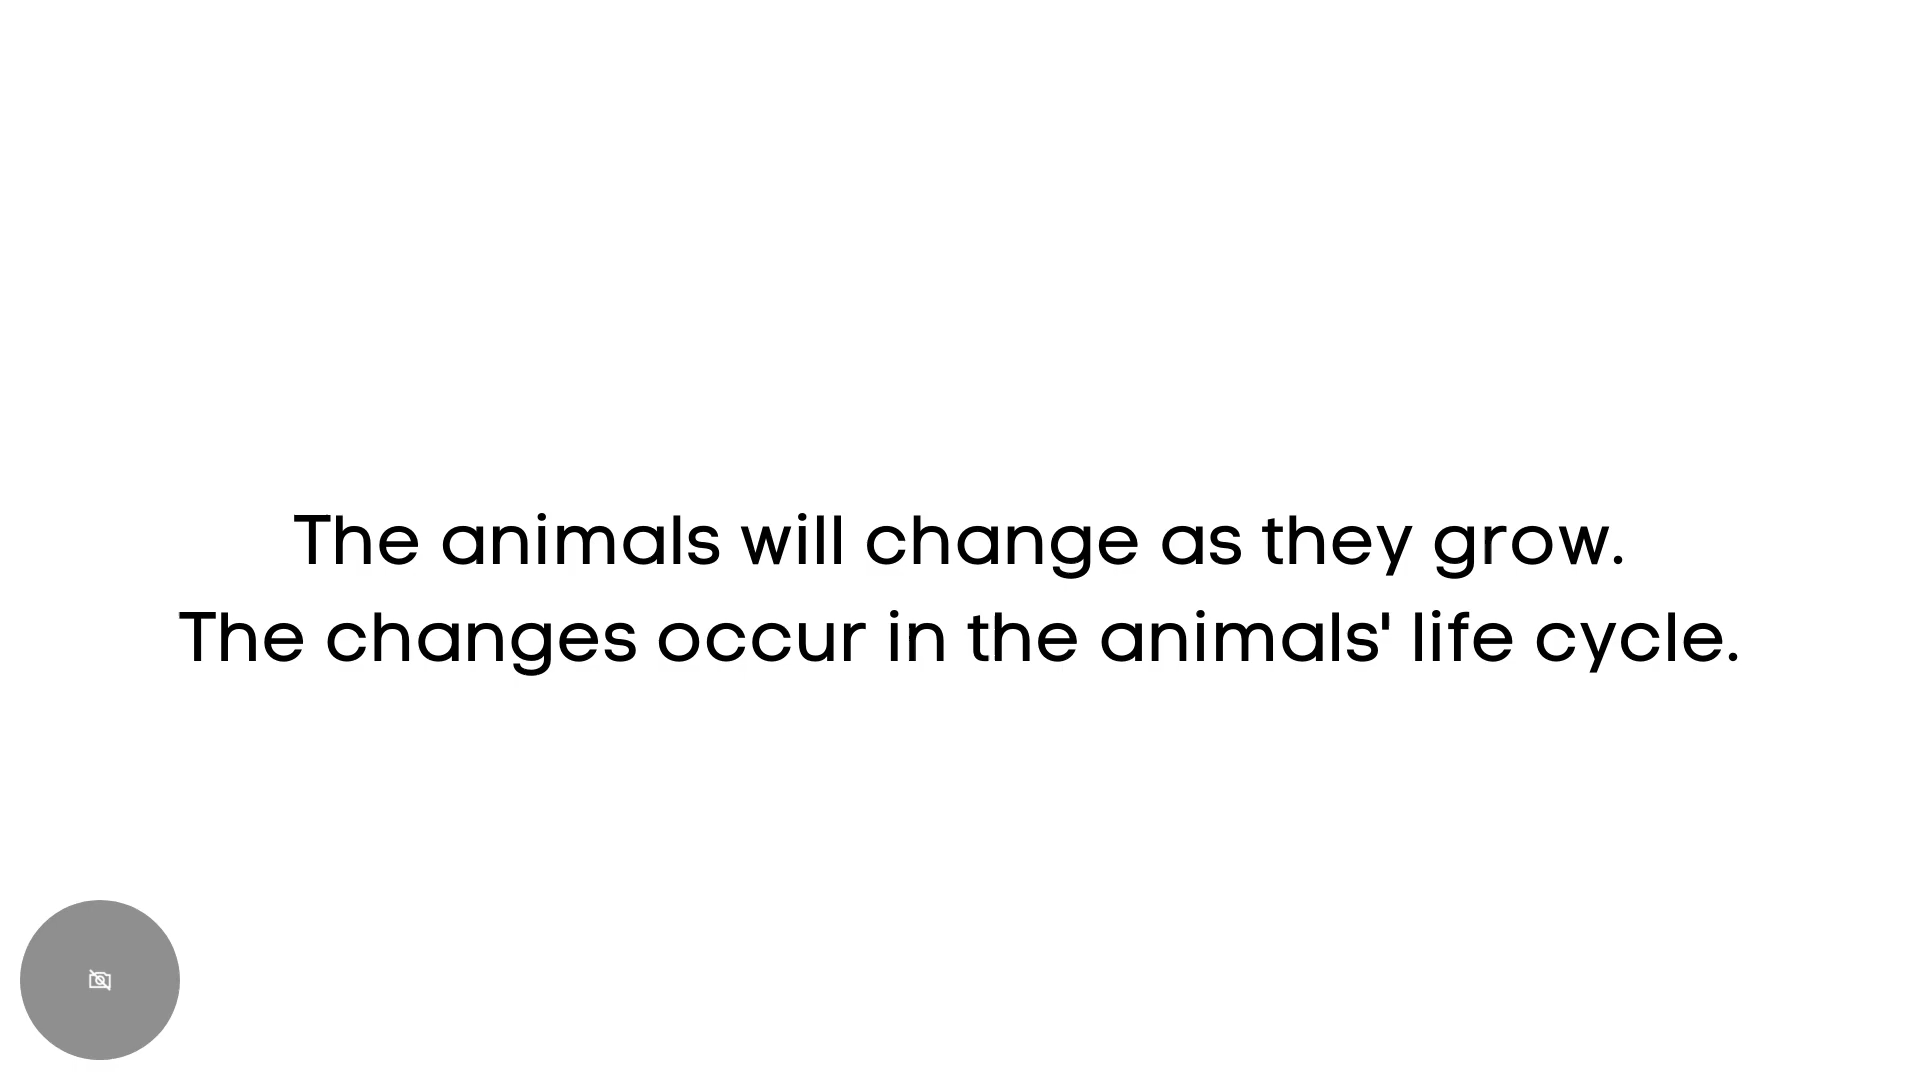 The animals will change as they grow.
The changes occur in the animals' life cycle.